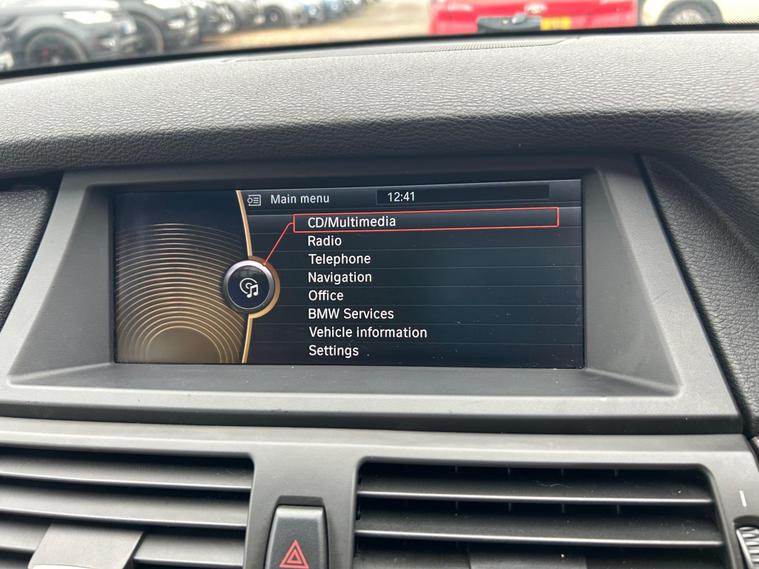 Main menu
12:41
CD/Multimedia
Radio
Telephone
Navigation
Office
BMW Services
Vehicle information
Settings